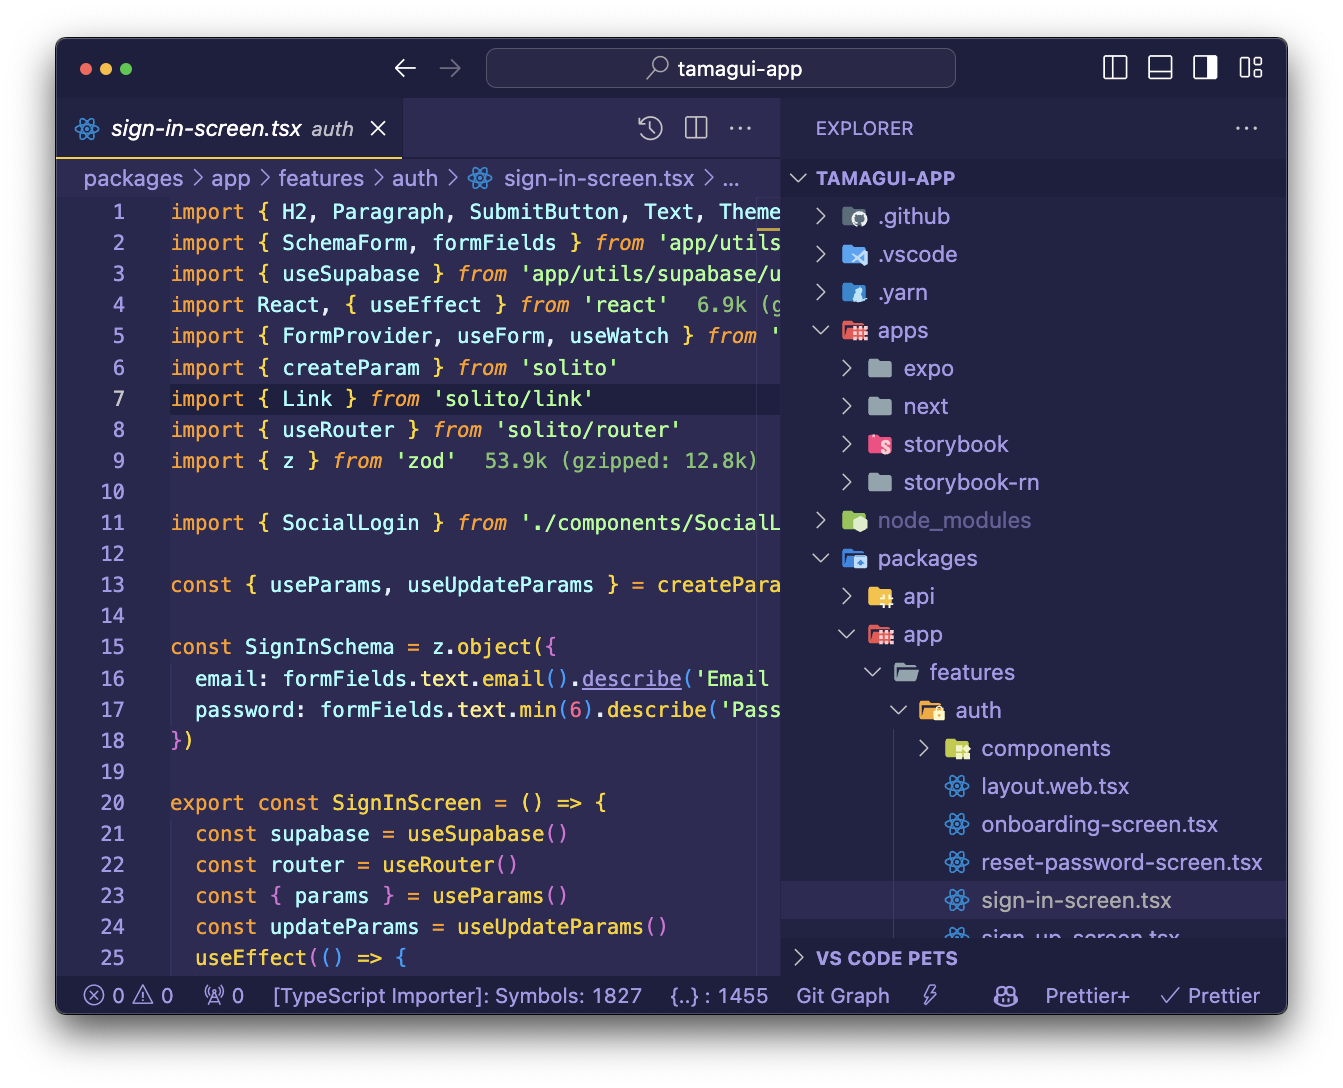 tamagui-app
sign-in-screen.tsx auth
packages > app > features > auth > sign-in-screen.tsx > ...
1 import { H2, Paragraph, SubmitButton, Text, Theme
2 import { SchemaForm, formFields } from 'app/utils
3 import { useSupabase } from 'app/utils/supabase/u
4 import React, { useEffect } from 'react' 6.9k (g
5 import { FormProvider, useForm, useWatch } from '
6 import { createParam } from 'solito'
7 import { Link } from 'solito/link'
8 import { useRouter } from 'solito/router'
9 import { z } from 'zod' 53.9k (gzipped: 12.8k)
10
11 import { SocialLogin } from './components/SocialL
12
13 const { useParams, useUpdateParams } = createPara
14
15 const SignInSchema = z.object({
16 email: formFields.text.email().describe('Email
17 password: formFields.text.min(6).describe('Pass
18 })
19
20 export const SignInScreen = () => {
21 const supabase = useSupabase()
22 const router = useRouter()
23 const { params } = useParams()
24 const updateParams = useUpdateParams()
25 useEffect(() => {
EXPLORER
TAMAGUI-APP
.github
.vscode
.yarn
apps
expo
next
storybook
storybook-rn
node_modules
packages
api
app
features
auth
components
layout.web.tsx
onboarding-screen.tsx
reset-password-screen.tsx
sign-in-screen.tsx
sign-up-screen.tsx
VS CODE PETS
0 0 0 [TypeScript Importer]: Symbols: 1827 {..} : 1455 Git Graph Prettier+ Prettier